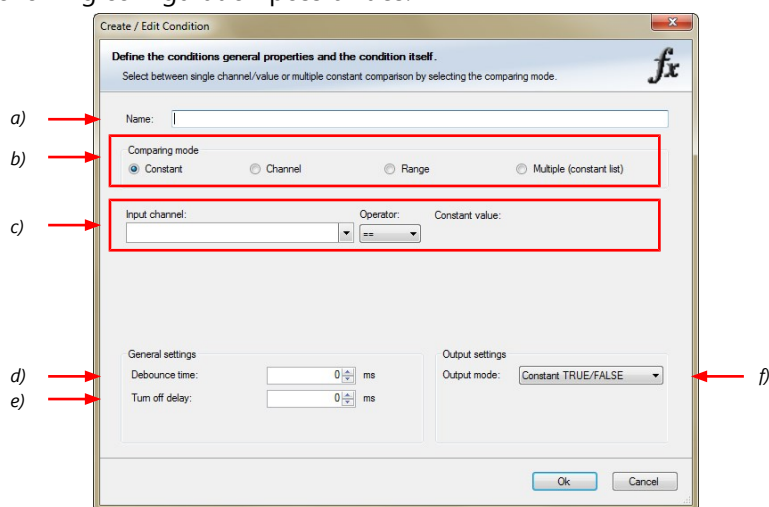 Create / Edit Condition
Define the conditions general properties and the condition itself.
Select between single channel/value or multiple constant comparison by selecting the comparing mode.
fx
a)
Name:
b)
Comparing mode
Constant Channel Range Multiple (constant list)
c)
Input channel: Operator: Constant value:
==
General settings Output settings
d)
Debounce time: 0 ms Output mode: Constant TRUE/FALSE
f)
e)
Turn off delay: 0 ms
Ok Cancel